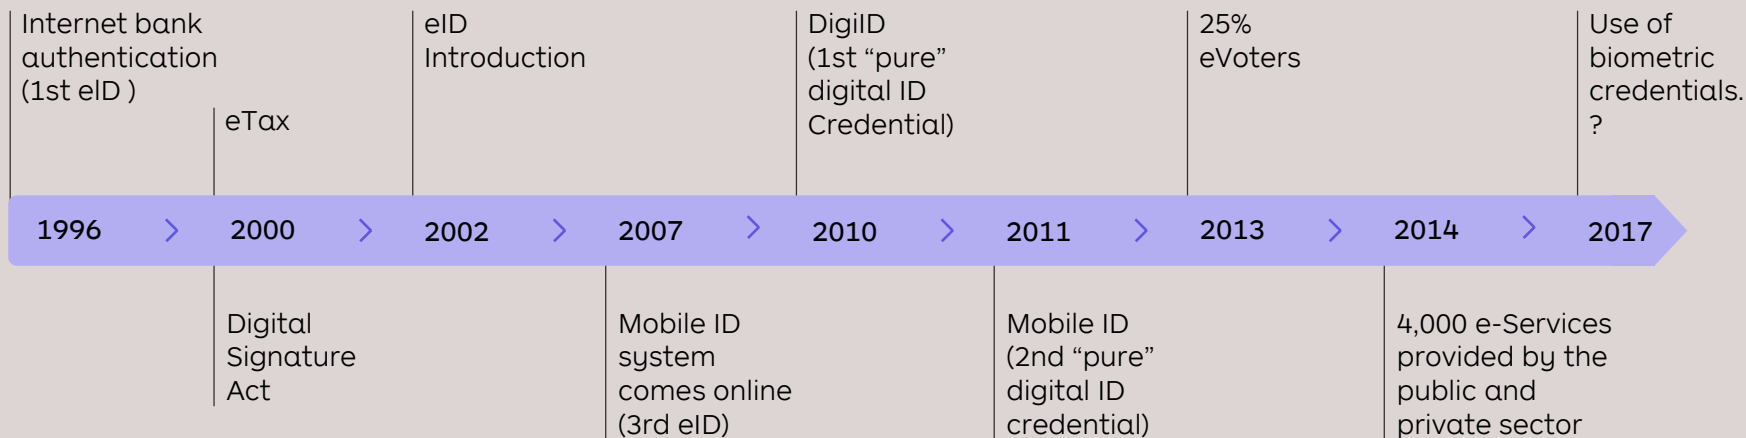 Internet bank
authentication
(1st eID )
eTax
eID
Introduction
DigiID
(1st “pure”
digital ID
Credential)
25%
eVoters
Use of
biometric
credentials.
?
1996 > 2000 > 2002 > 2007 > 2010 > 2011 > 2013 > 2014 > 2017
Digital
Signature
Act
Mobile ID
system
comes online
(3rd eID)
Mobile ID
(2nd “pure”
digital ID
credential)
4,000 e-Services
provided by the
public and
private sector